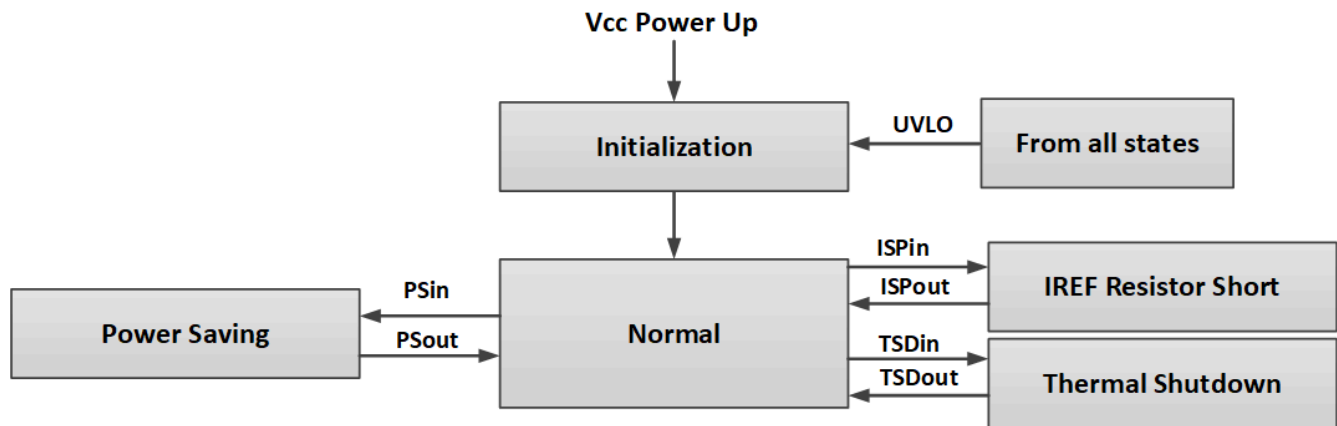 Vcc Power Up
Initialization
UVLO
From all states
Power Saving
PSin
PSout
Normal
ISPin
ISPout
IREF Resistor Short
TSDin
TSDout
Thermal Shutdown